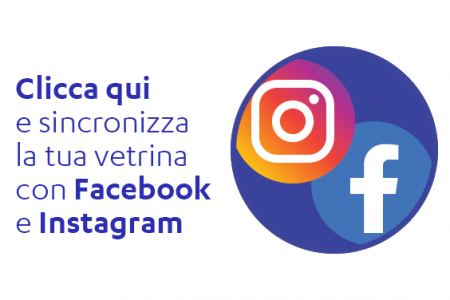 Clicca qui
e sincronizza
la tua vetrina
con Facebook
e Instagram